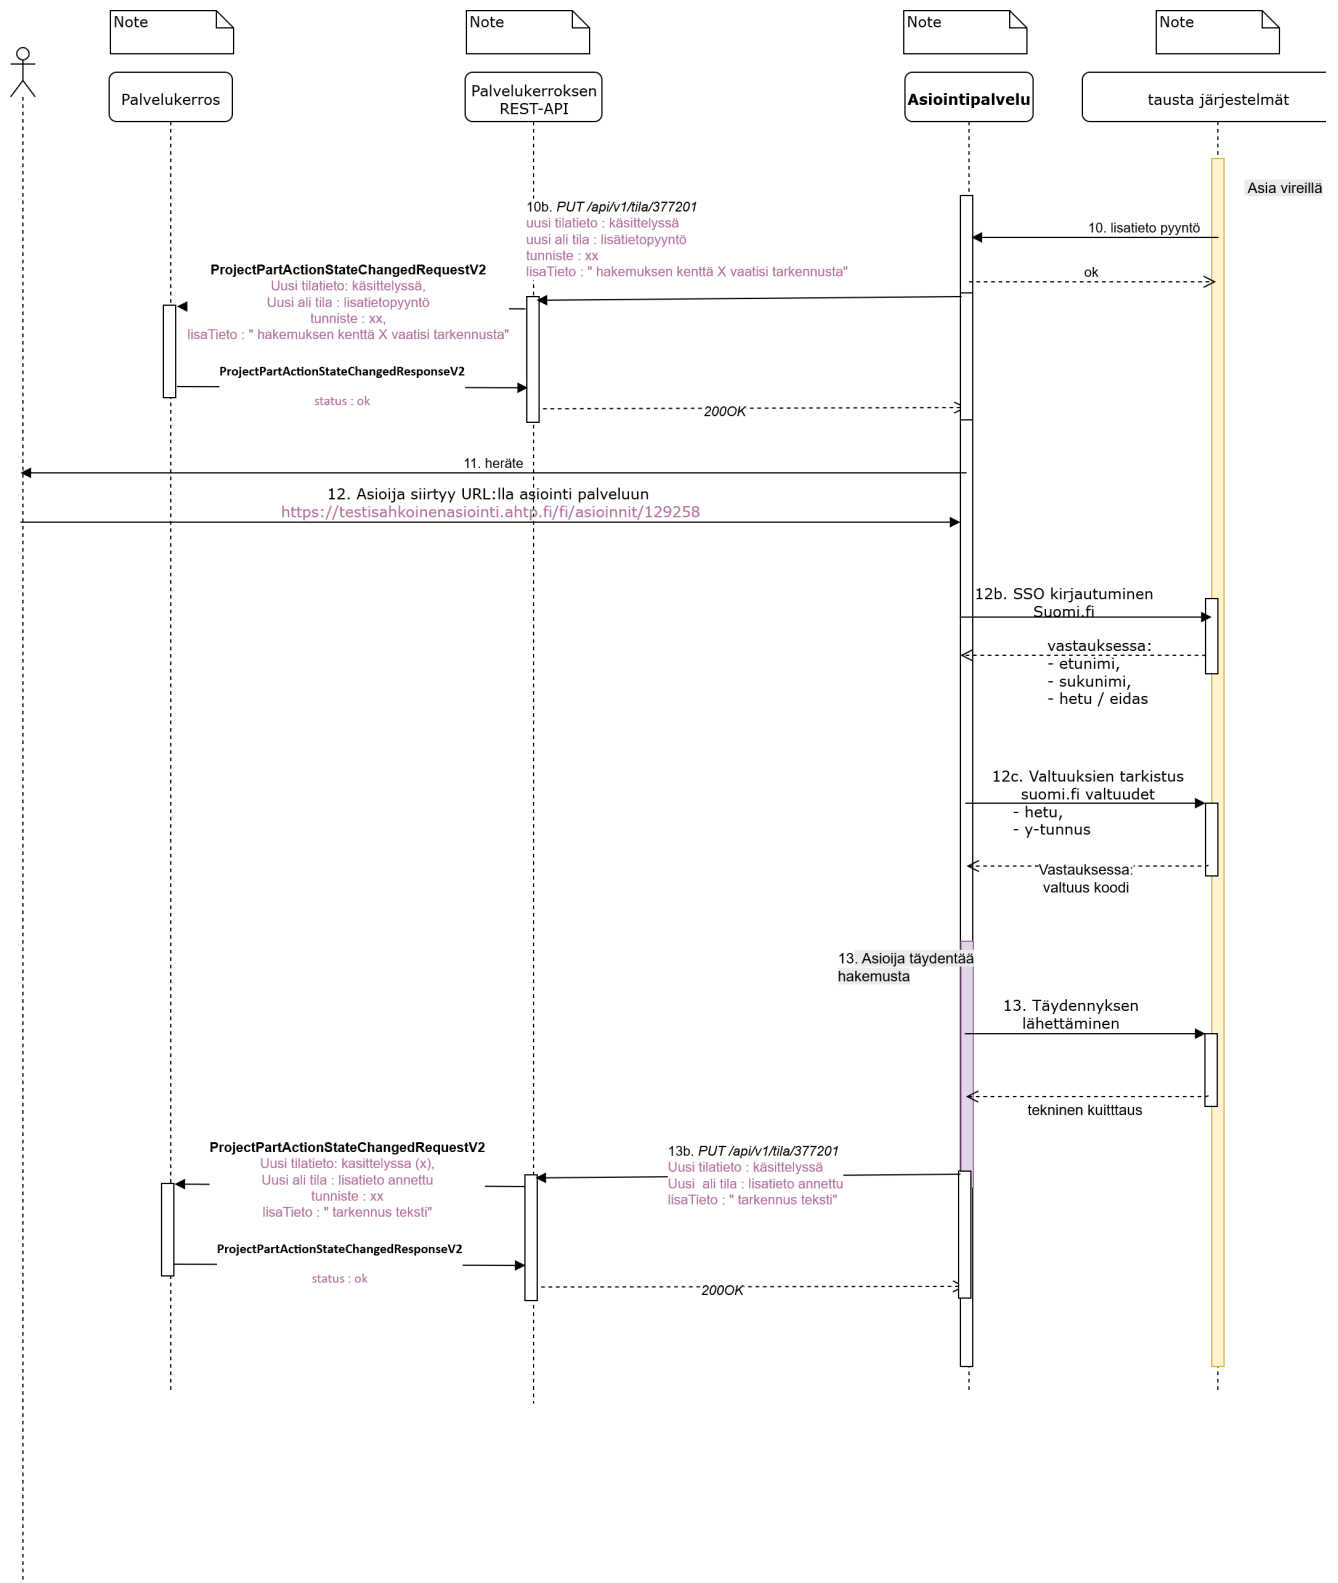 Note
Note
Note
Note
Palvelukerros
Palvelukerroksen
REST-API
Asiointipalvelu
tausta järjestelmät
Asia vireillä
10b. PUT /api/v1/tila/377201
uusi tilatieto : käsittelyssä
uusi ali tila : lisätietopyyntö
tunniste : xx
lisaTieto : " hakemuksen kenttä X vaatisi tarkennusta"
10. lisatieto pyyntö
ok
ProjectPartActionStateChangedRequestV2
Uusi tilatieto: käsittelyssä,
Uusi ali tila : lisatietopyyntö
tunniste : xx,
lisaTieto : " hakemuksen kenttä X vaatisi tarkennusta"
ProjectPartActionStateChangedResponseV2
status : ok
200OK
11. heräte
12. Asioija siirtyy URL:lla asiointi palveluun
https://testisahkoinenasiointi.ahtp.fi/fi/asioinnit/129258
12b. SSO kirjautuminen
Suomi.fi
vastauksessa:
- etunimi,
- sukunimi,
- hetu / eidas
12c. Valtuuksien tarkistus
suomi.fi valtuudet
- hetu,
- y-tunnus
Vastauksessa:
valtuus koodi
13. Asioija täydentää
hakemusta
13. Täydennyksen
lähettäminen
tekninen kuitttaus
ProjectPartActionStateChangedRequestV2
Uusi tilatieto: kasittelyssa (x),
Uusi ali tila : lisatieto annettu
tunniste : xx
lisaTieto : " tarkennus teksti"
13b. PUT /api/v1/tila/377201
Uusi tilatieto : käsittelyssä
Uusi  ali tila : lisatieto annettu
lisaTieto : " tarkennus teksti"
ProjectPartActionStateChangedResponseV2
status : ok
200OK